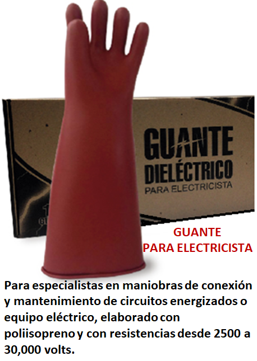 GUANTE
DIELÉCTRICO
PARA ELECTRICISTA
GUANTE
PARA ELECTRICISTA
Para especialistas en maniobras de conexión
y mantenimiento de circuitos energizados o
equipo eléctrico, elaborado con
poliisopreno y con resistencias desde 2500 a
30,000 volts.